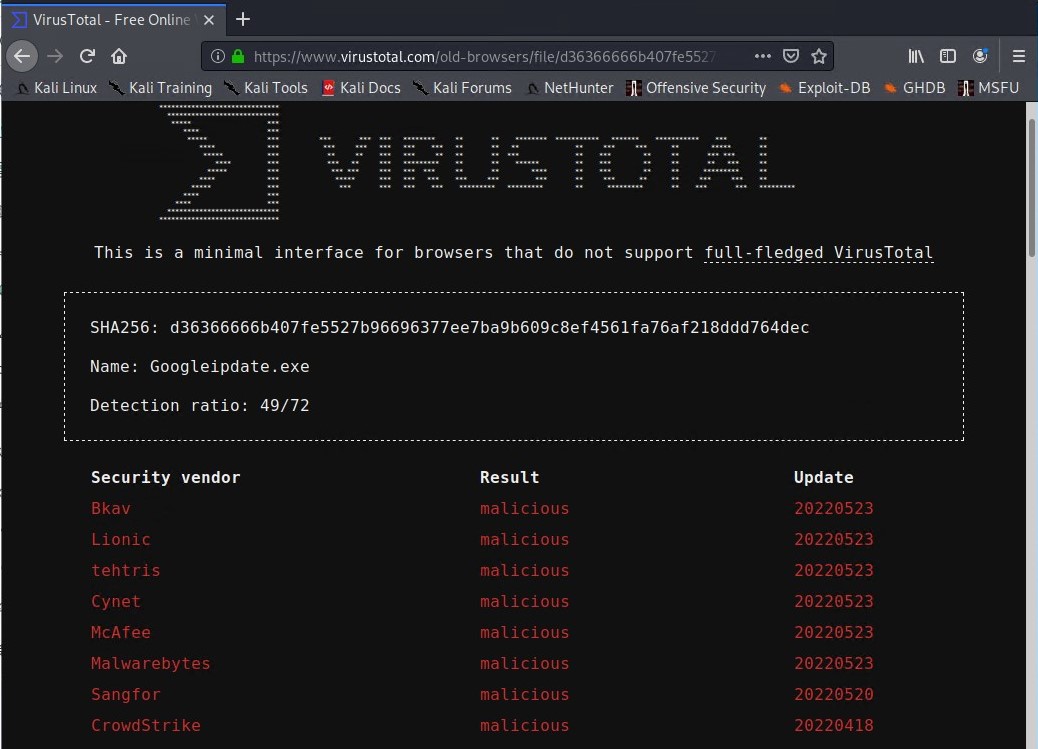 VirusTotal - Free Online
https://www.virustotal.com/old-browsers/file/d36366666b407fe5527
Kali Linux Kali Training Kali Tools Kali Docs Kali Forums NetHunter Offensive Security Exploit-DB GHDB MSFU
VIRUSTOTAL
This is a minimal interface for browsers that do not support full-fledged VirusTotal
SHA256: d36366666b407fe5527b96696377ee7ba9b609c8ef4561fa76af218ddd764dec
Name: Googleipdate.exe
Detection ratio: 49/72
Security vendor Result Update
Bkav malicious 20220523
Lionic malicious 20220523
tehtris malicious 20220523
Cynet malicious 20220523
McAfee malicious 20220523
Malwarebytes malicious 20220523
Sangfor malicious 20220520
CrowdStrike malicious 20220418